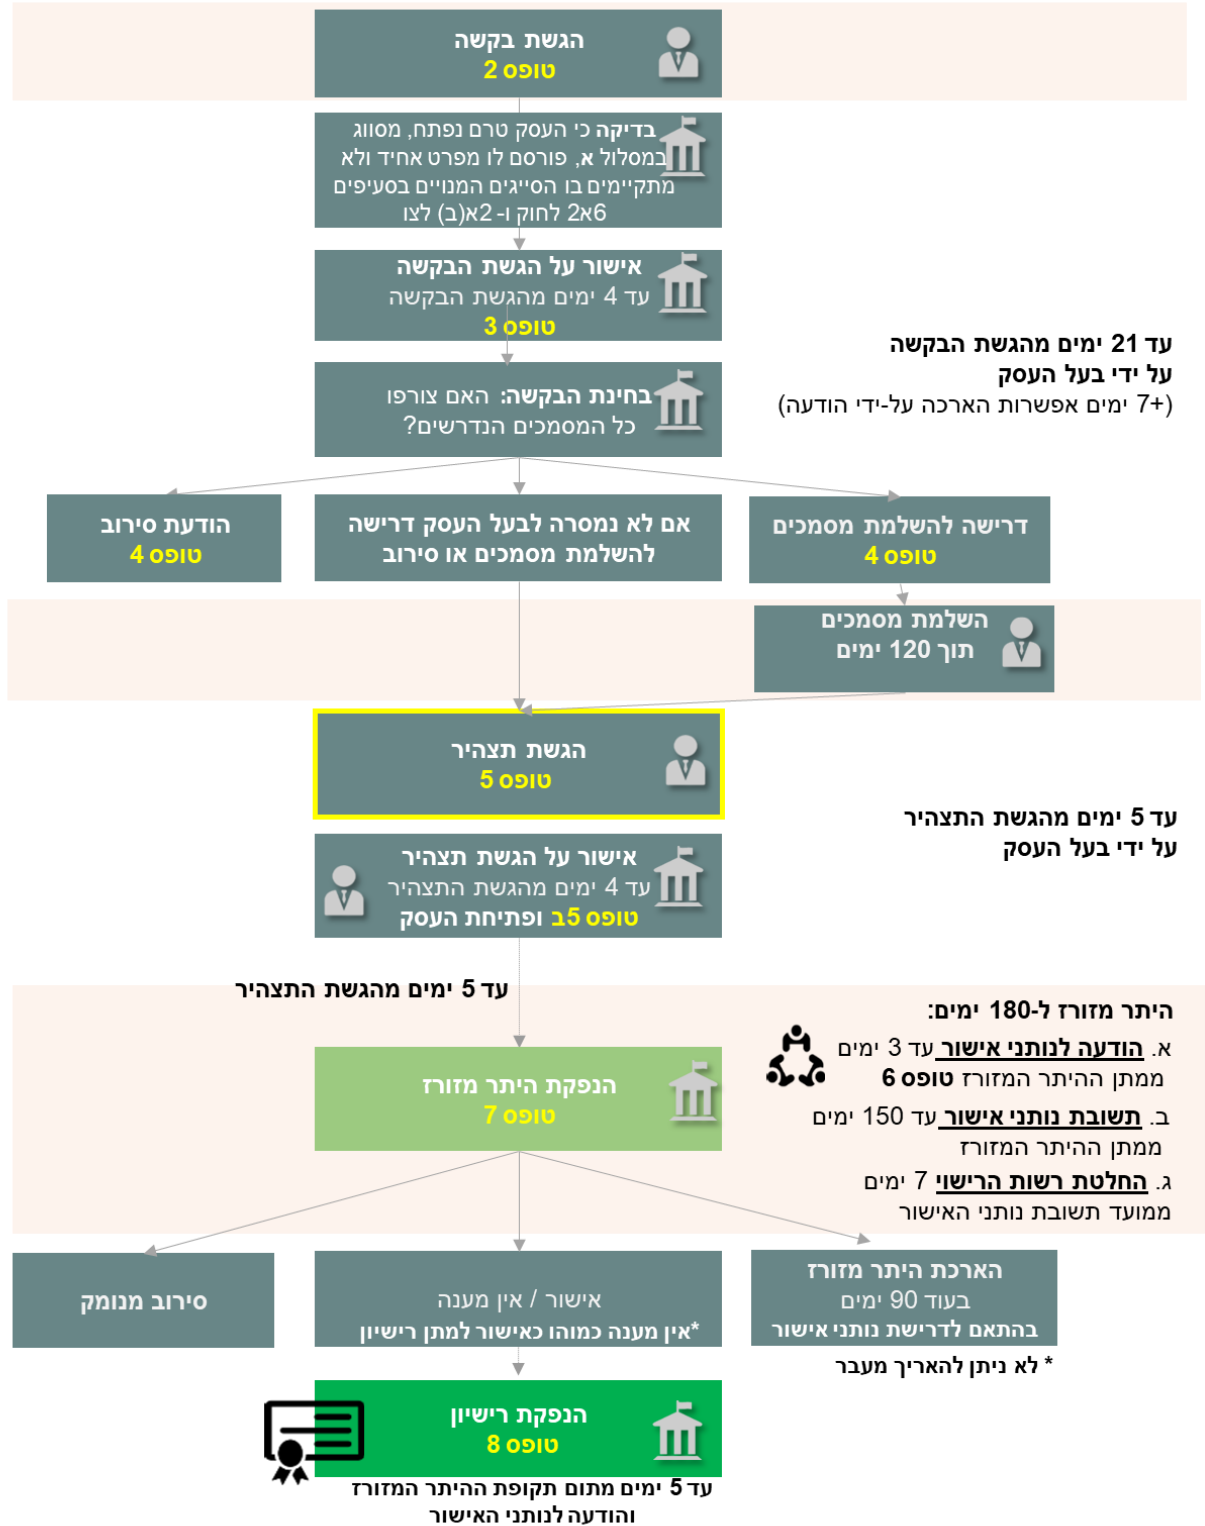 הגשת בקשה
טופס 2
בדיקה כי העסק טרם נפתח, מסווג
במסלול א, פורסם לו מפרט אחיד ולא
מתקיימים בו הסייגים המנויים בסעיפים
6א2 לחוק ו- 2א(ב) לצו
אישור על הגשת הבקשה
עד 4 ימים מהגשת הבקשה
טופס 3
עד 21 ימים מהגשת הבקשה
על ידי בעל העסק
(+7 ימים אפשרות הארכה על-ידי הודעה)
בחינת הבקשה: האם צורפו
כל המסמכים הנדרשים?
דרישה להשלמת מסמכים
טופס 4
אם לא נמסרה לבעל העסק דרישה
להשלמת מסמכים או סירוב
הודעת סירוב
טופס 4
השלמת מסמכים
תוך 120 ימים
הגשת תצהיר
טופס 5
עד 5 ימים מהגשת התצהיר
על ידי בעל העסק
אישור על הגשת תצהיר
עד 4 ימים מהגשת התצהיר
טופס 5ב ופתיחת העסק
עד 5 ימים מהגשת התצהיר
היתר מזורז ל-180 ימים:
א. הודעה לנותני אישור עד 3 ימים
ממתן ההיתר המזורז טופס 6
ב. תשובת נותני אישור עד 150 ימים
ממתן ההיתר המזורז
ג. החלטת רשות הרישוי 7 ימים
ממועד תשובת נותני האישור
הנפקת היתר מזורז
טופס 7
הארכת היתר מזורז
בעוד 90 ימים
בהתאם לדרישת נותני אישור
* לא ניתן להאריך מעבר
אישור / אין מענה
*אין מענה כמוהו כאישור למתן רישיון
סירוב מנומק
הנפקת רישיון
טופס 8
עד 5 ימים מתום תקופת ההיתר המזורז
והודעה לנותני האישור